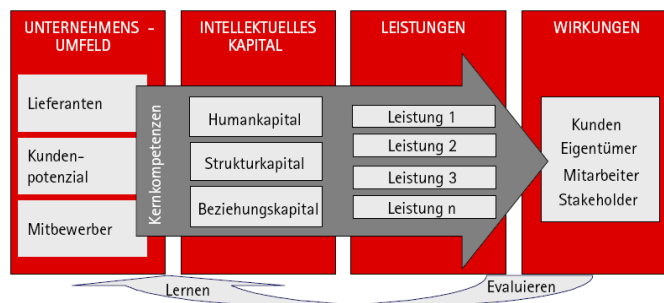 UNTERNEHMENS -
UMFELD
Lieferanten
Kunden-
potenzial
Mitbewerber
Kernkompetenzen
INTELLEKTUELLES
KAPITAL
Humankapital
Strukturkapital
Beziehungskapital
LEISTUNGEN
Leistung 1
Leistung 2
Leistung 3
Leistung n
WIRKUNGEN
Kunden
Eigentümer
Mitarbeiter
Stakeholder
Lernen
Evaluieren